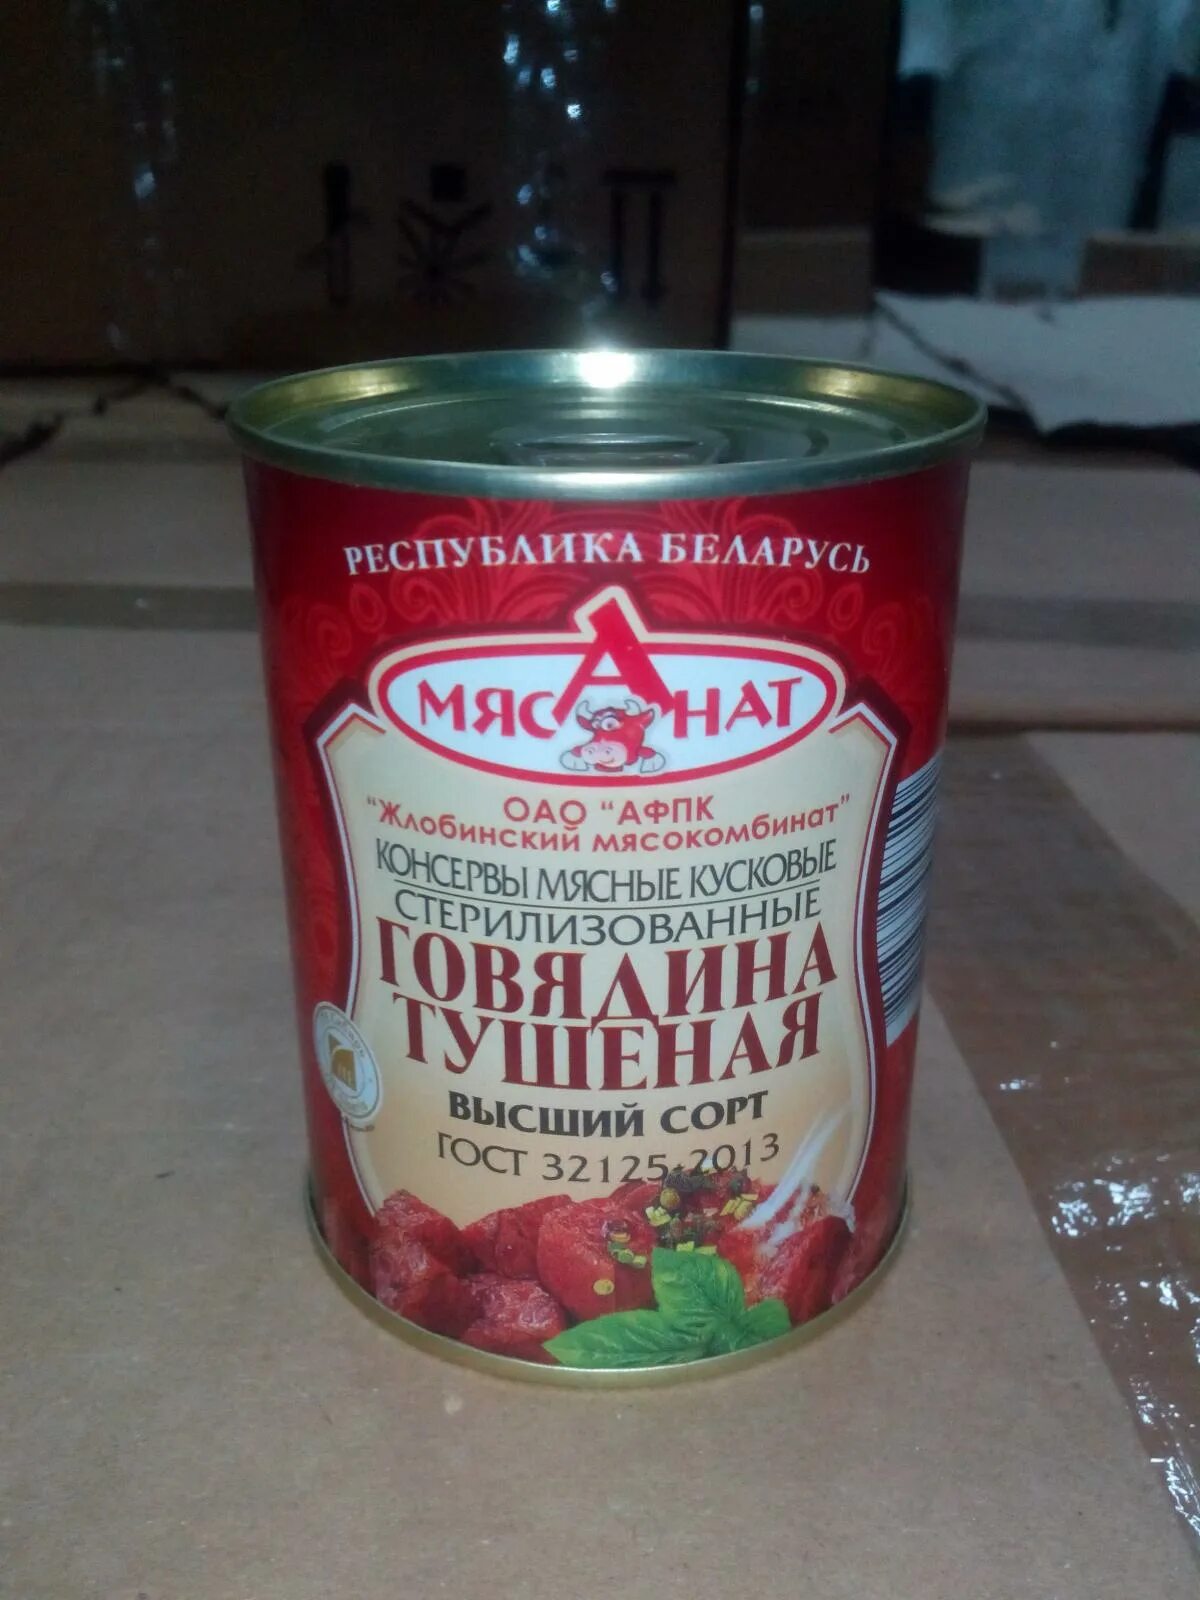 РЕСПУБЛИКА БЕЛАРУСЬ
МЯСАНАТ
ОАО "АФПК
"Жлобинский мясокомбинат"
КОНСЕРВЫ МЯСНЫЕ КУСКОВЫЕ
СТЕРИЛИЗОВАННЫЕ
ГОВЯДИНА
ТУШЕНАЯ
ВЫСШИЙ СОРТ
ГОСТ 32125-2013